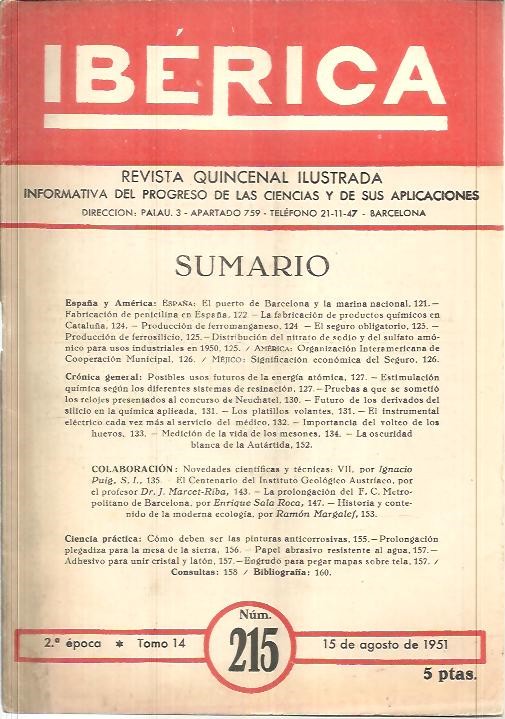 IBÉRICA
REVISTA QUINCENAL ILUSTRADA
INFORMATIVA DEL PROGRESO DE LAS CIENCIAS Y DE SUS APLICACIONES
DIRECCION: PALAU. 3 - APARTADO 759 - TELÉFONO 21-11-47 - BARCELONA
SUMARIO
España y América: ESPAÑA: El puerto de Barcelona y la marina nacional, 121.—
Fabricación de penicilina en España, 122 — La fabricación de productos químicos en
Cataluña, 124. — Producción de ferromanganeso, 124 — El seguro obligatorio, 125. —
Producción de ferrosilicio, 125.— Distribución del nitrato de sodio y del sulfato amó-
nico para usos industriales en 1950, 125. / AMÉRICA: Organización Interamericana de
Cooperación Municipal, 126. / MÉJICO: Significación económica del Seguro, 126.
Crónica general: Posibles usos futuros de la energía atómica, 127. — Estimulación
química según los diferentes sistemas de resinación, 127.— Pruebas a que se sometió
los relojes presentados al concurso de Neuchatel, 130. — Futuro de los derivados del
silicio en la química aplicada, 131. — Los platillos volantes, 131. — El instrumental
eléctrico cada vez más al servicio del médico, 132. — Importancia del volteo de los
huevos, 133. — Medición de la vida de los mesones, 134. — La oscuridad
blanca de la Antártida, 152.
COLABORACIÓN: Novedades científicas y técnicas: VII, por Ignacio
Puig, S. I., 135. — El Centenario del Instituto Geológico Austríaco, por
el profesor Dr. J. Marcet-Riba, 143. — La prolongación del F. C. Metro-
politano de Barcelona, por Enrique Sala Roca, 147. — Historia y conte-
nido de la moderna ecología, por Ramón Margalef, 153.
Ciencia práctica: Cómo deben ser las pinturas anticorrosivas, 155.—Prolongación
plegadiza para la mesa de la sierra, 156. — Papel abrasivo resistente al agua, 157.—
Adhesivo para unir cristal y latón, 157.—Engrudo para pegar mapas sobre tela, 157. /
Consultas: 158 / Bibliografía: 160.
Núm.
2.ª época * Tomo 14 215 15 de agosto de 1951
5 ptas.